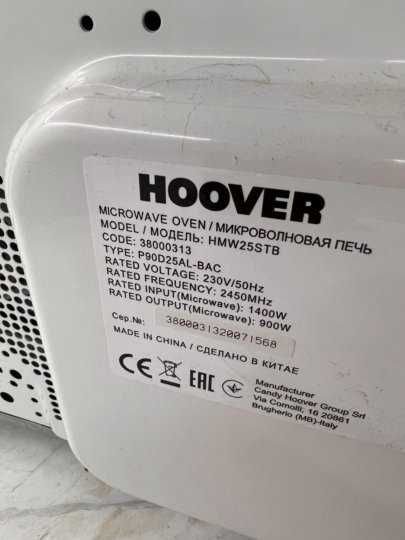 HOOVER
MICROWAVE OVEN / МИКРОВОЛНОВАЯ ПЕЧЬ
MODEL / МОДЕЛЬ: HMW25STB
CODE: 38000313
TYPE: P90D25AL-BAC
RATED VOLTAGE: 230V/50Hz
RATED FREQUENCY: 2450MHz
RATED INPUT(Microwave): 1400W
RATED OUTPUT(Microwave): 900W
Сер.№: 3800031320071568
MADE IN CHINA / СДЕЛАНО В КИТАЕ
CE EAC
Manufacturer
Candy Hoover Group Srl
Via Comolli, 16 20861
Brugherio (MB)-Italy